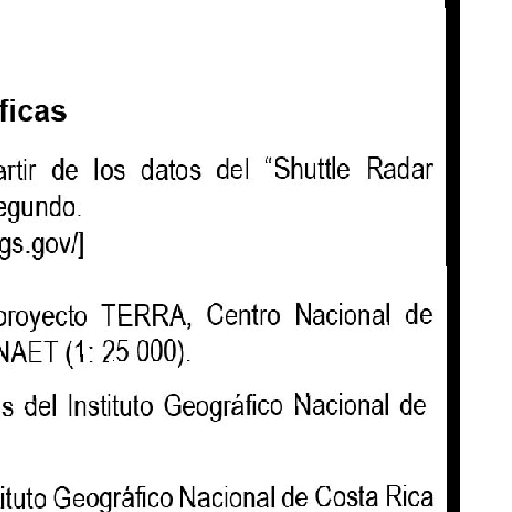 ficas
artir de los datos del “Shuttle Radar
egundo.
gs.gov/]
proyecto TERRA, Centro Nacional de
NAET (1: 25 000).
s del Instituto Geográfico Nacional de
ituto Geográfico Nacional de Costa Rica